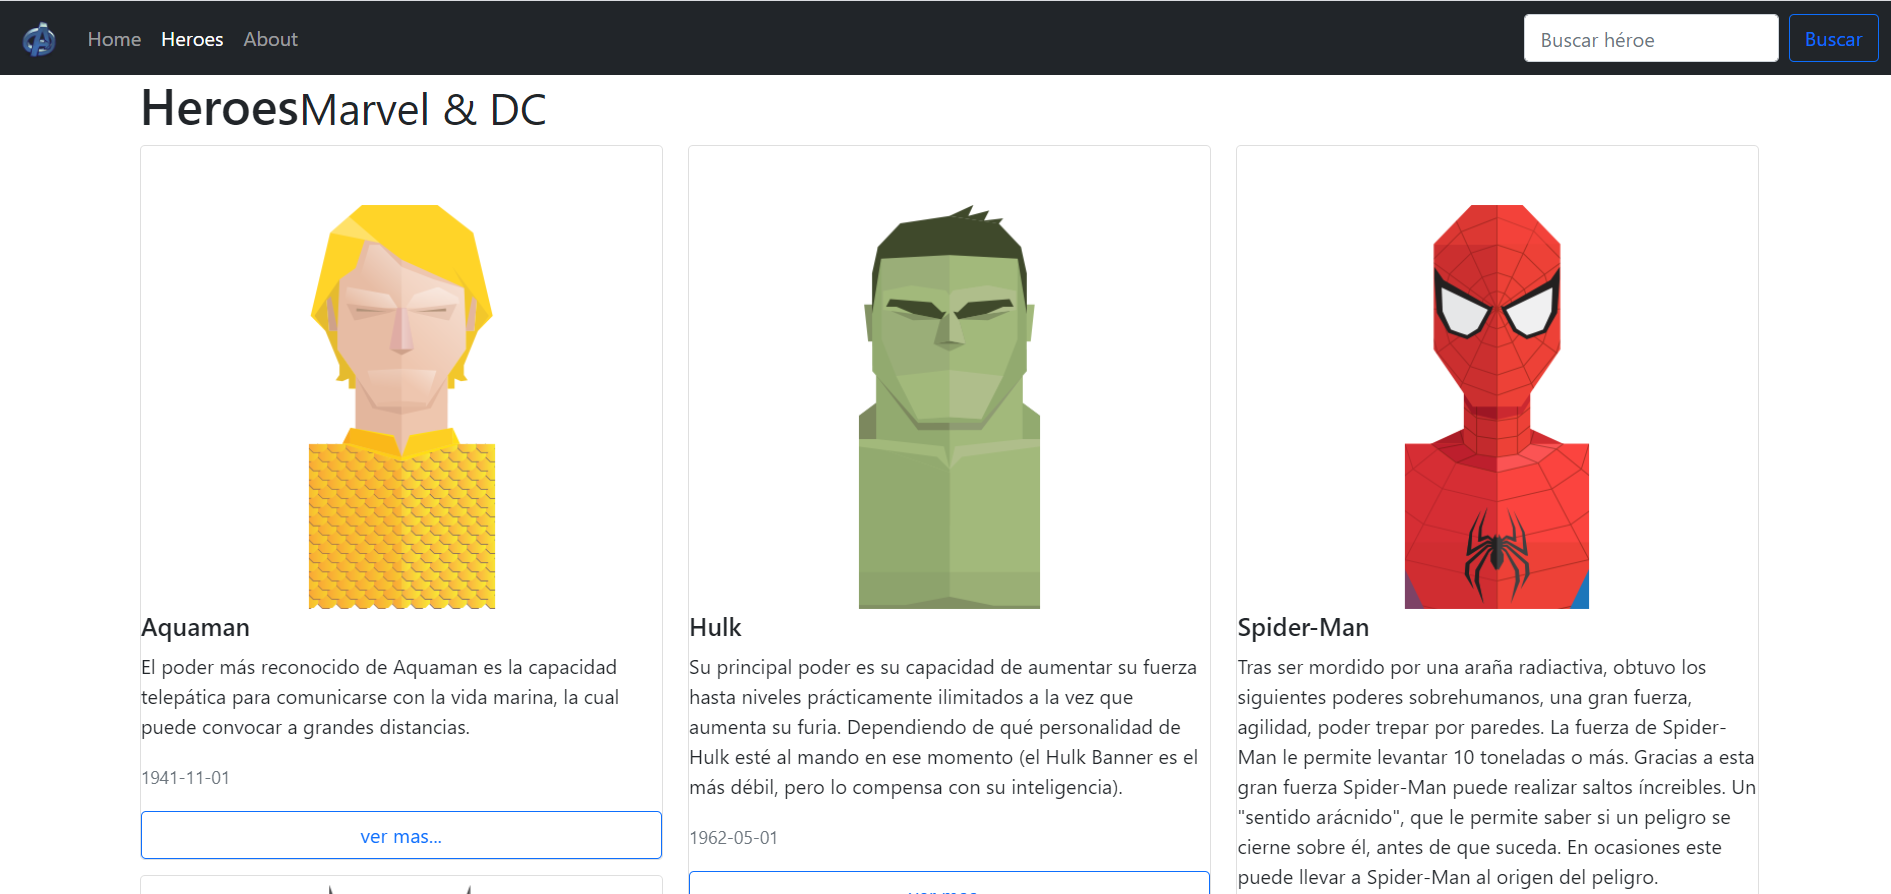 Home Heroes About Buscar héroe Buscar
HeroesMarvel & DC
Aquaman
El poder más reconocido de Aquaman es la capacidad
telepática para comunicarse con la vida marina, la cual
puede convocar a grandes distancias.
1941-11-01
ver mas...
Hulk
Su principal poder es su capacidad de aumentar su fuerza
hasta niveles prácticamente ilimitados a la vez que
aumenta su furia. Dependiendo de qué personalidad de
Hulk esté al mando en ese momento (el Hulk Banner es el
más débil, pero lo compensa con su inteligencia).
1962-05-01
Spider-Man
Tras ser mordido por una araña radiactiva, obtuvo los
siguientes poderes sobrehumanos, una gran fuerza,
agilidad, poder trepar por paredes. La fuerza de Spider-
Man le permite levantar 10 toneladas o más. Gracias a esta
gran fuerza Spider-Man puede realizar saltos íncreibles. Un
"sentido arácnido", que le permite saber si un peligro se
cierne sobre él, antes de que suceda. En ocasiones este
puede llevar a Spider-Man al origen del peligro.